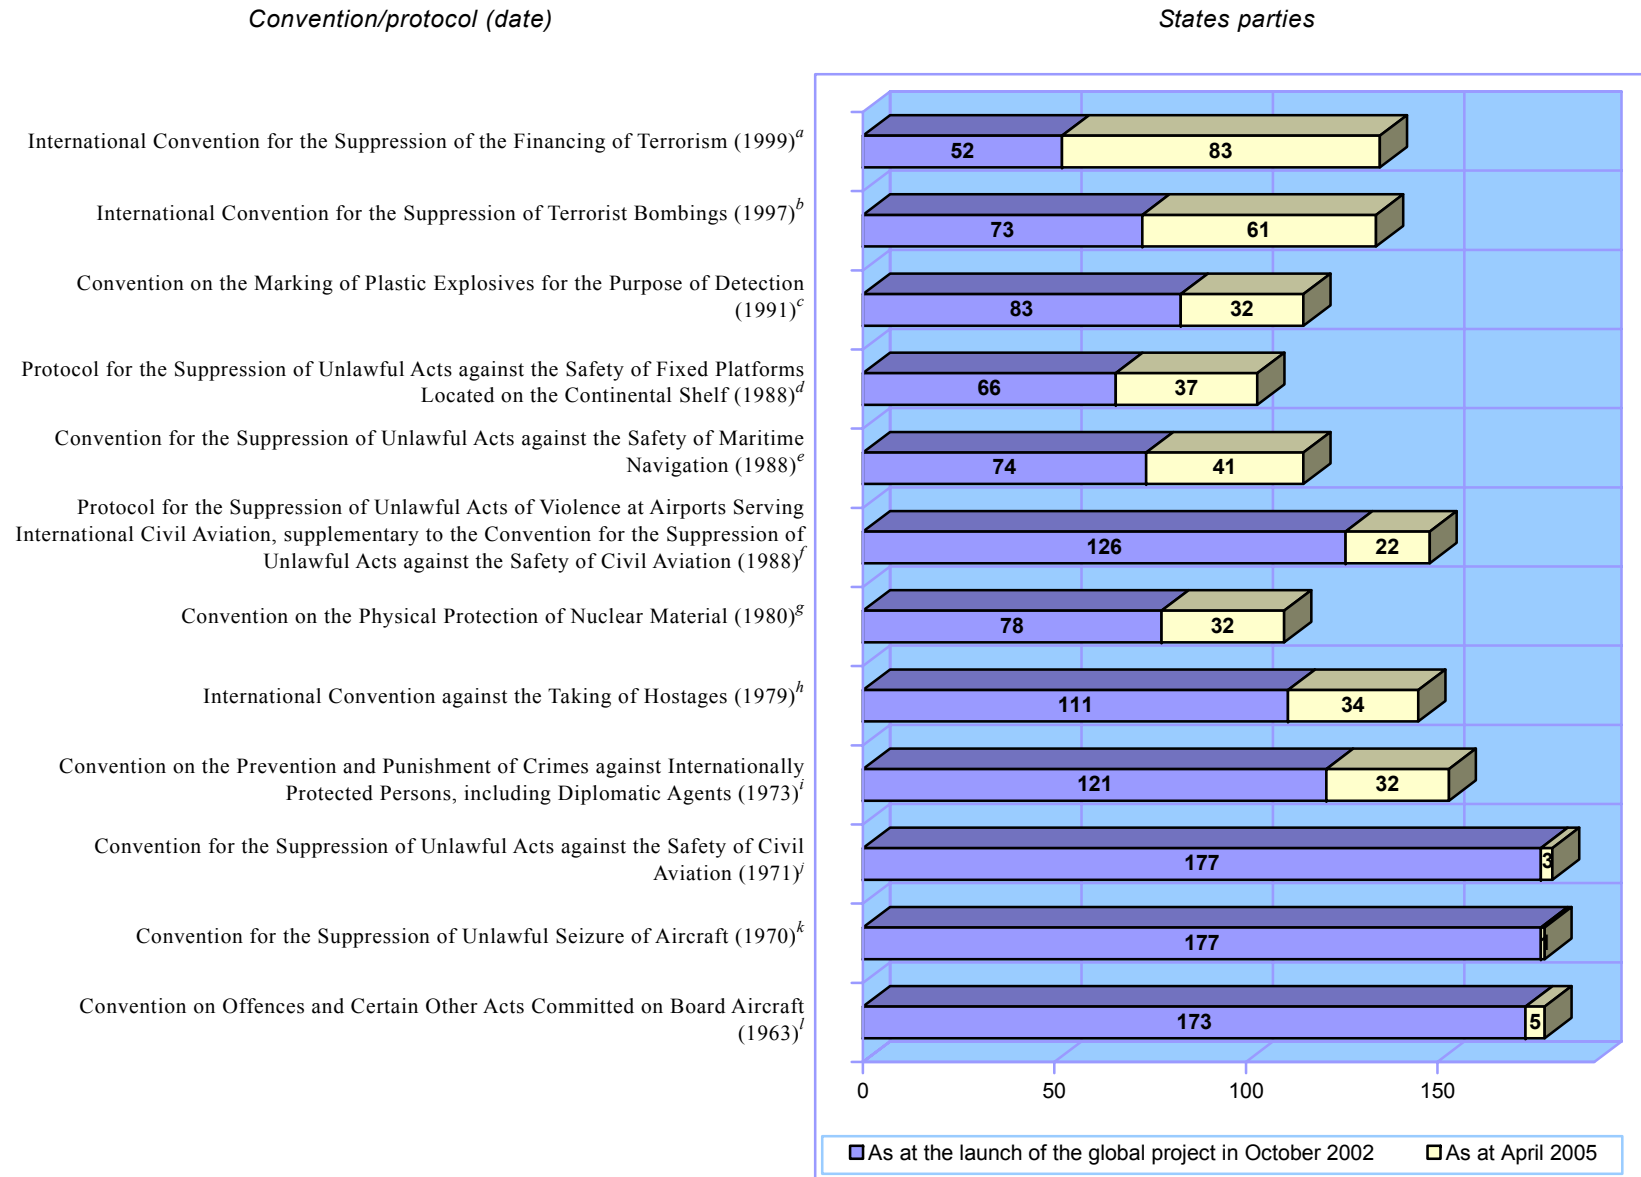 Convention/protocol (date)
States parties
International Convention for the Suppression of the Financing of Terrorism (1999)a
52
83
International Convention for the Suppression of Terrorist Bombings (1997)b
73
61
Convention on the Marking of Plastic Explosives for the Purpose of Detection
(1991)c
83
32
Protocol for the Suppression of Unlawful Acts against the Safety of Fixed Platforms
Located on the Continental Shelf (1988)d
66
37
Convention for the Suppression of Unlawful Acts against the Safety of Maritime
Navigation (1988)e
74
41
Protocol for the Suppression of Unlawful Acts of Violence at Airports Serving
International Civil Aviation, supplementary to the Convention for the Suppression of
Unlawful Acts against the Safety of Civil Aviation (1988)f
126
22
Convention on the Physical Protection of Nuclear Material (1980)g
78
32
International Convention against the Taking of Hostages (1979)h
111
34
Convention on the Prevention and Punishment of Crimes against Internationally
Protected Persons, including Diplomatic Agents (1973)i
121
32
Convention for the Suppression of Unlawful Acts against the Safety of Civil
Aviation (1971)j
177
3
Convention for the Suppression of Unlawful Seizure of Aircraft (1970)k
177
1
Convention on Offences and Certain Other Acts Committed on Board Aircraft
(1963)l
173
5
0
50
100
150
As at the launch of the global project in October 2002
As at April 2005